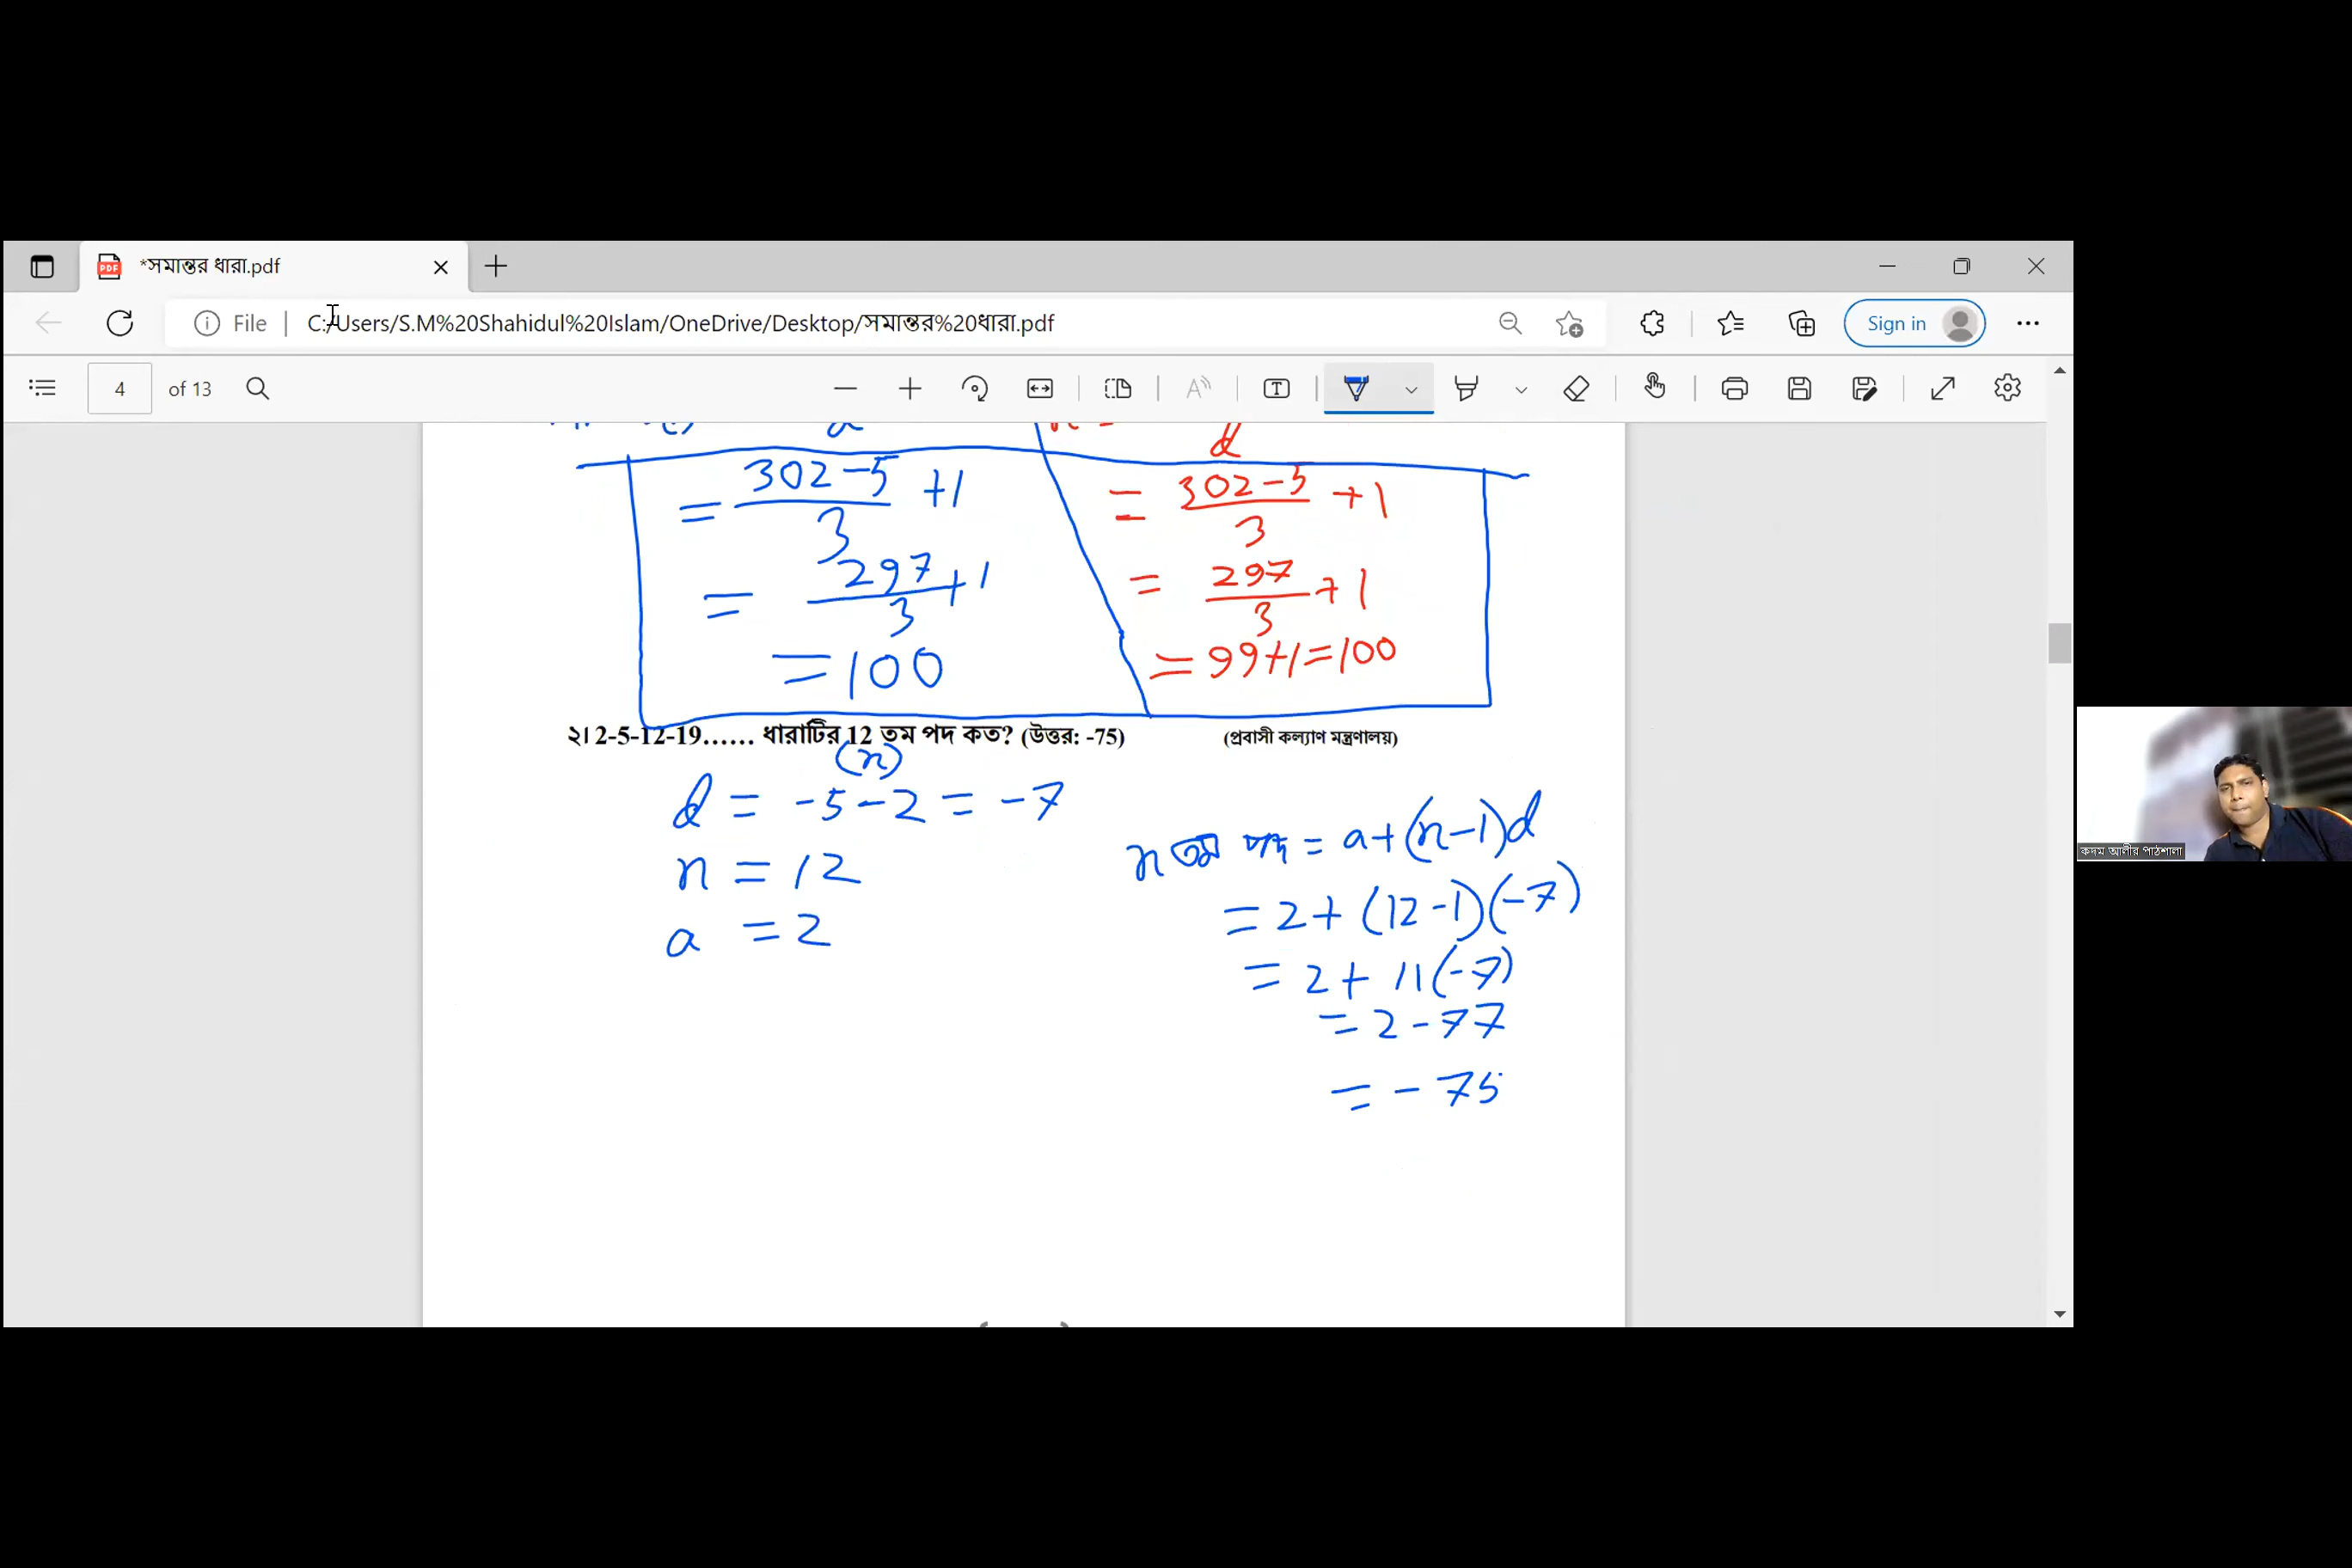 *সমান্তর ধারা.pdf
File | C:/Users/S.M%20Shahidul%20Islam/OneDrive/Desktop/সমান্তর%20ধারা.pdf
Sign in
4 of 13
d
= 302-5/3 +1
= 297/3 +1
= 100
= 302-5/3 +1
= 297/3 +1
= 99+1=100
২। 2-5-12-19...... ধারাটির 12 তম পদ কত? (উত্তর: -75) (প্রবাসী কল্যাণ মন্ত্রণালয়)
(n)
d = -5-2 = -7
n = 12
a = 2
n তম পদ = a+(n-1)d
= 2+(12-1)(-7)
= 2+ 11(-7)
= 2-77
= -75
কদম আলীর পাঠশালা